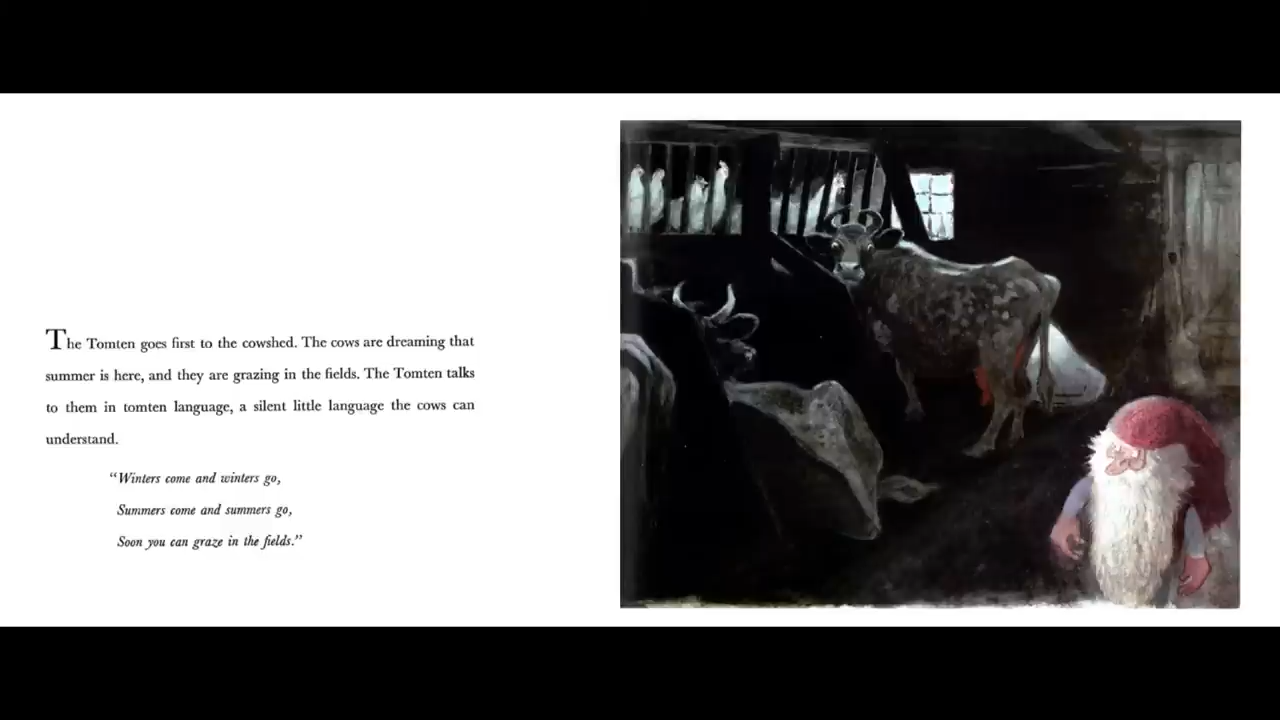 The Tomten goes first to the cowshed. The cows are dreaming that
summer is here, and they are grazing in the fields. The Tomten talks
to them in tomten language, a silent little language the cows can
understand.
“Winters come and winters go,
Summers come and summers go,
Soon you can graze in the fields.”